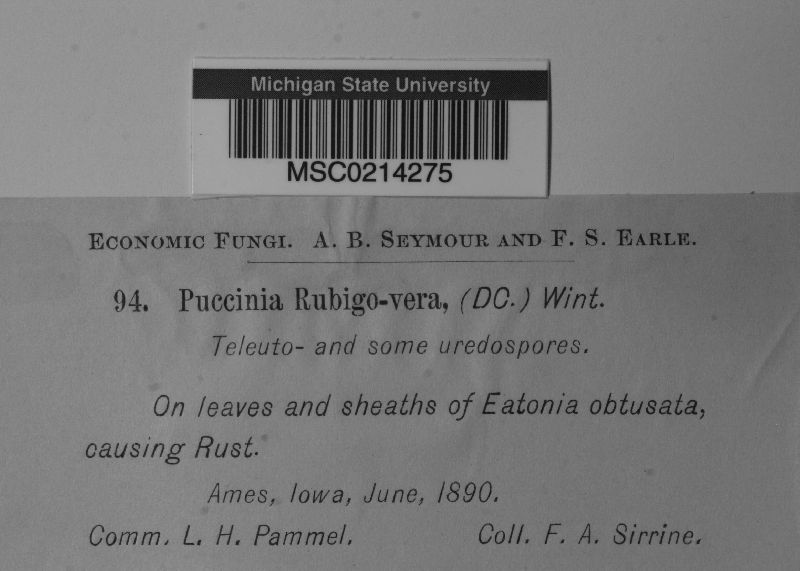 Michigan State University
MSC0214275
Economic Fungi. A. B. Seymour and F. S. Earle.
94. Puccinia Rubigo-vera, (DC.) Wint.
Teleuto- and some uredospores.
On leaves and sheaths of Eatonia obtusata,
causing Rust.
Ames, Iowa, June, 1890.
Comm. L. H. Pammel. Coll. F. A. Sirrine.